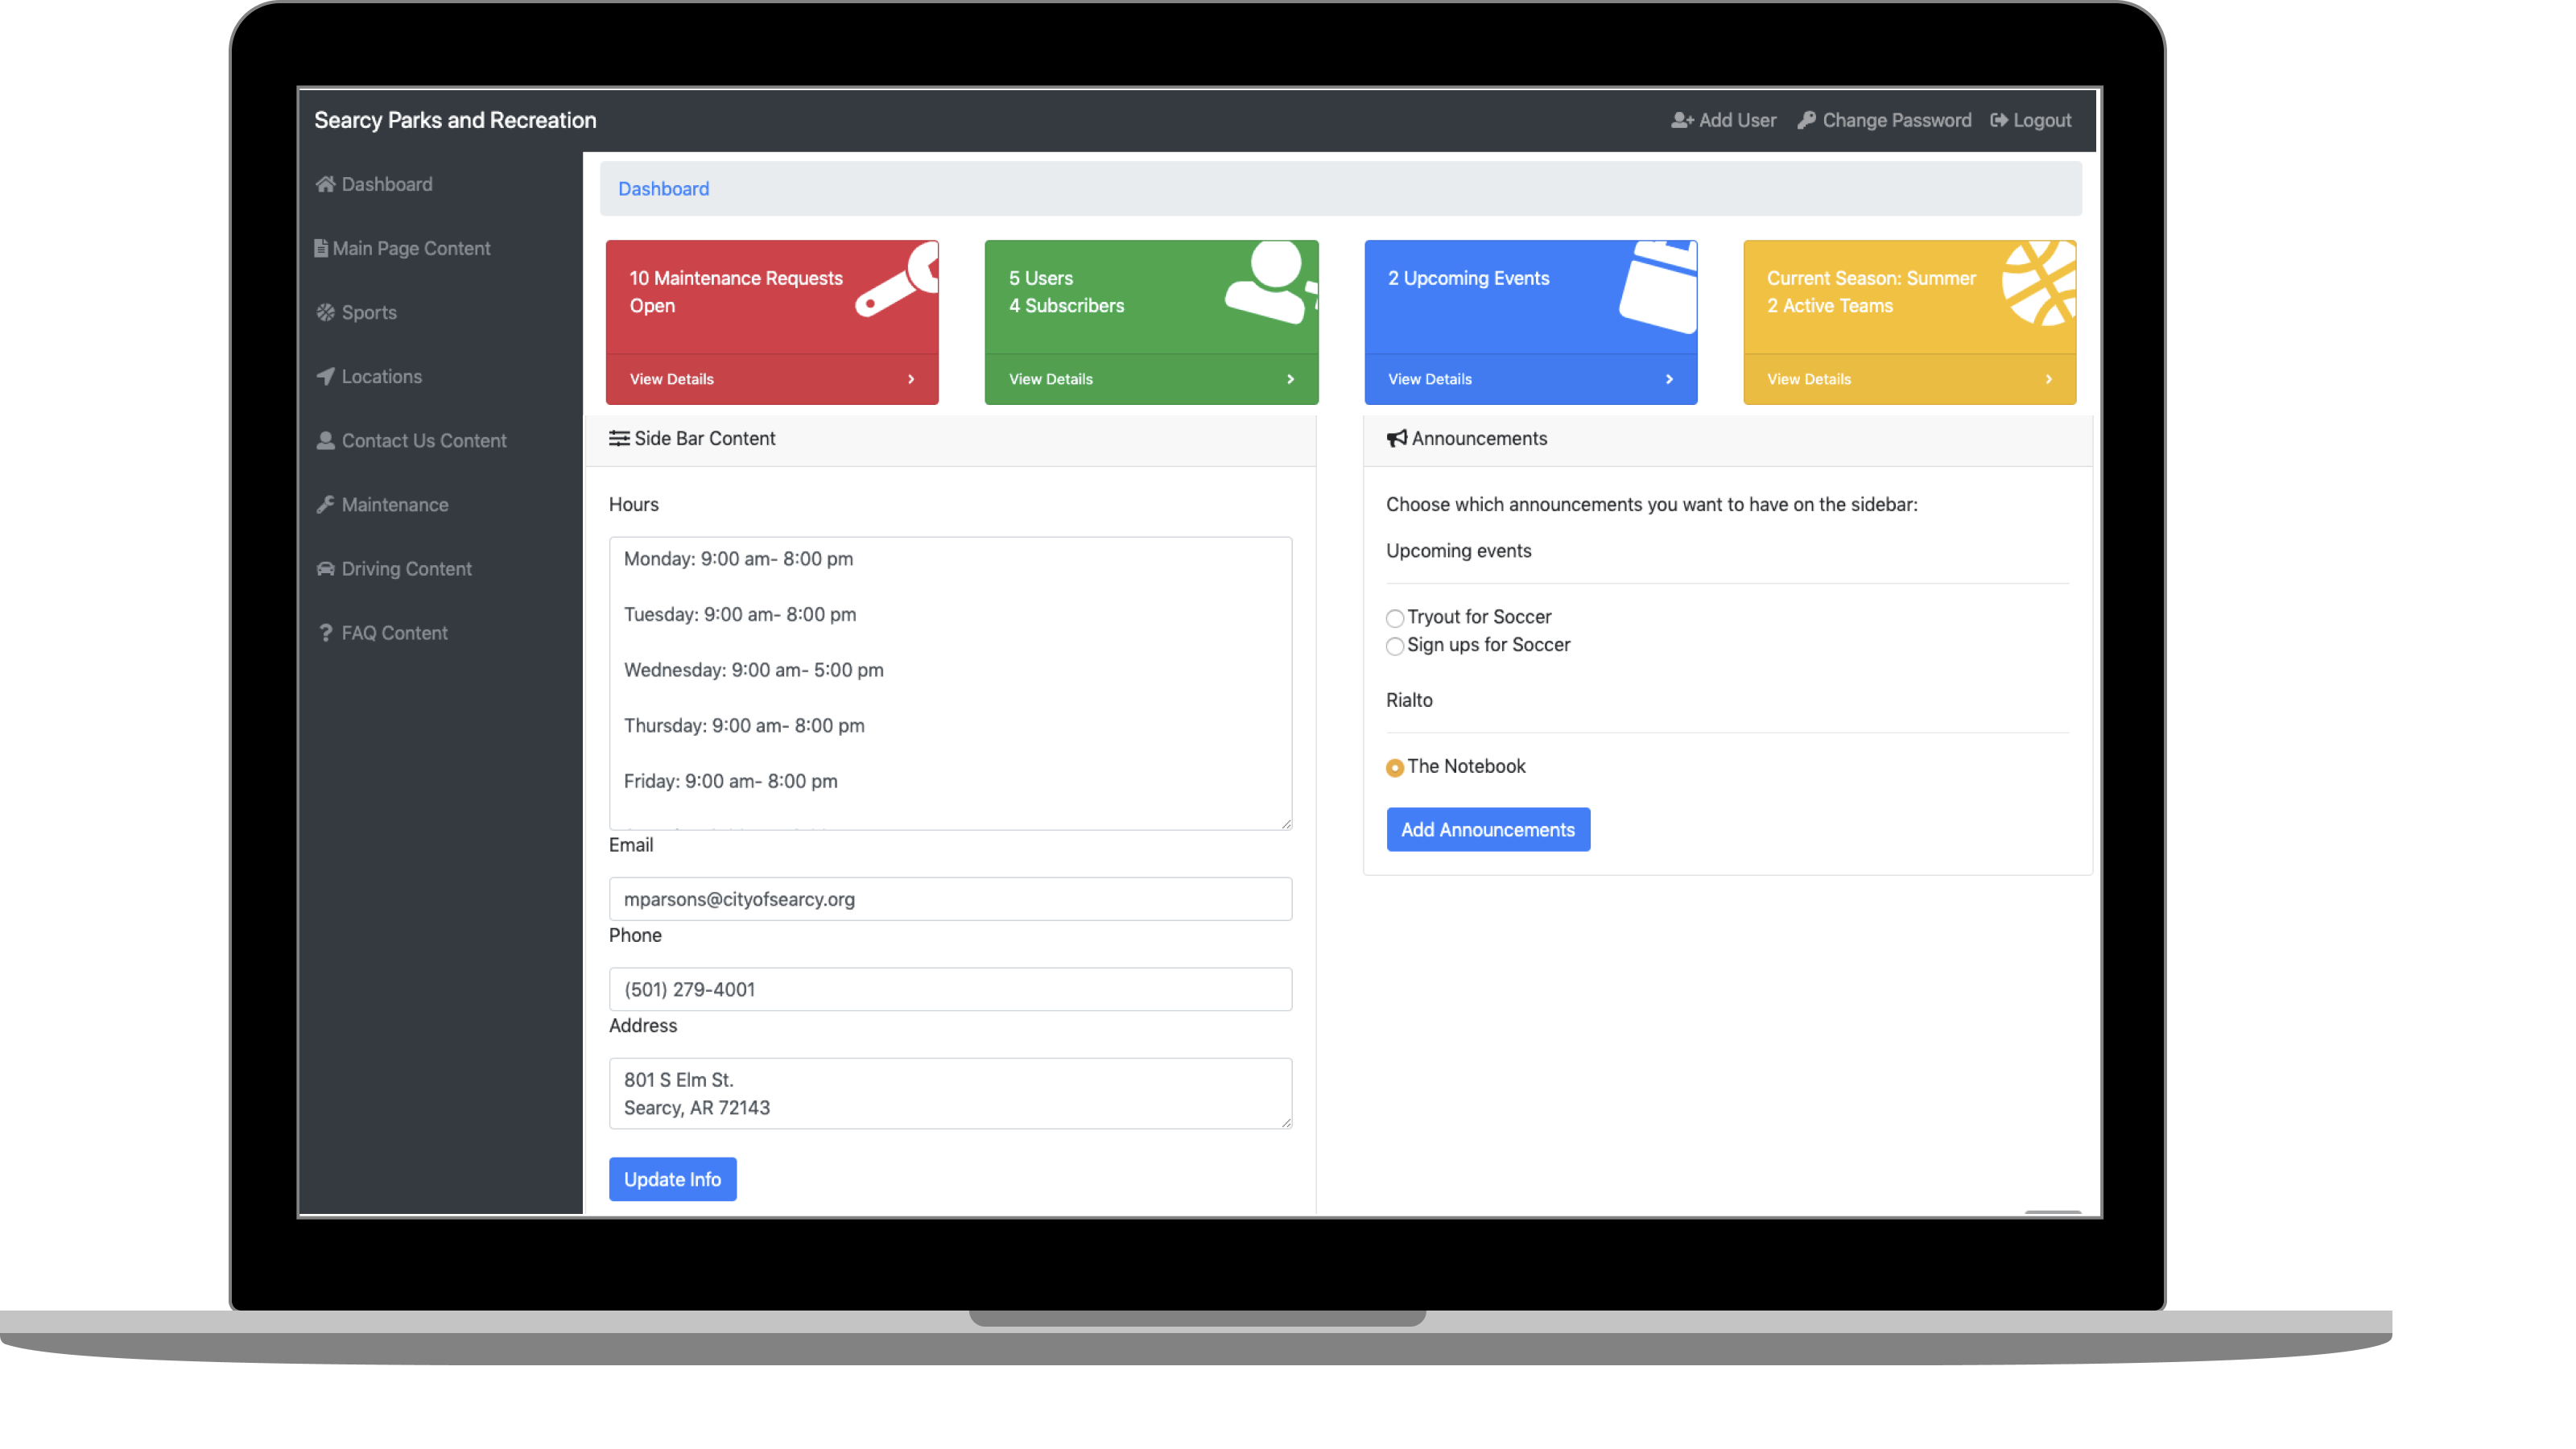 Searcy Parks and Recreation
Add User
Change Password
Logout
Dashboard
Main Page Content
Sports
Locations
Contact Us Content
Maintenance
Driving Content
FAQ Content
Dashboard
10 Maintenance Requests
Open
View Details
5 Users
4 Subscribers
View Details
2 Upcoming Events
View Details
Current Season: Summer
2 Active Teams
View Details
Side Bar Content
Hours
Monday: 9:00 am- 8:00 pm
Tuesday: 9:00 am- 8:00 pm
Wednesday: 9:00 am- 5:00 pm
Thursday: 9:00 am- 8:00 pm
Friday: 9:00 am- 8:00 pm
Email
mparsons@cityofsearcy.org
Phone
(501) 279-4001
Address
801 S Elm St.
Searcy, AR 72143
Update Info
Announcements
Choose which announcements you want to have on the sidebar:
Upcoming events
Tryout for Soccer
Sign ups for Soccer
Rialto
The Notebook
Add Announcements